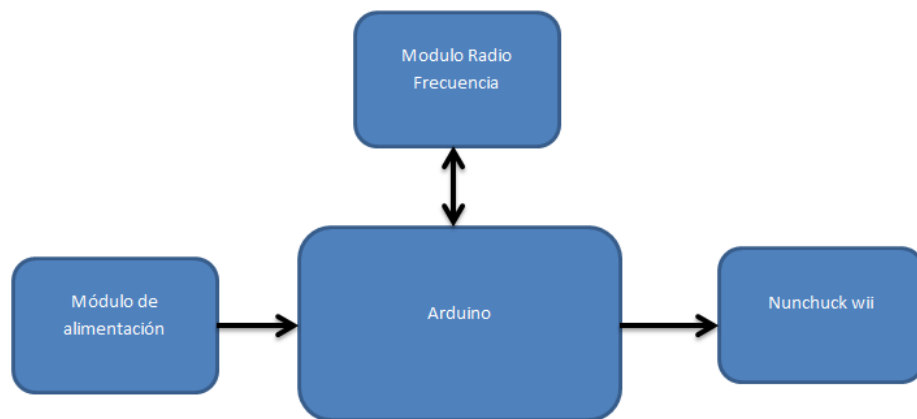 Modulo Radio
Frecuencia
Módulo de
alimentación
Arduino
Nunchuck wii